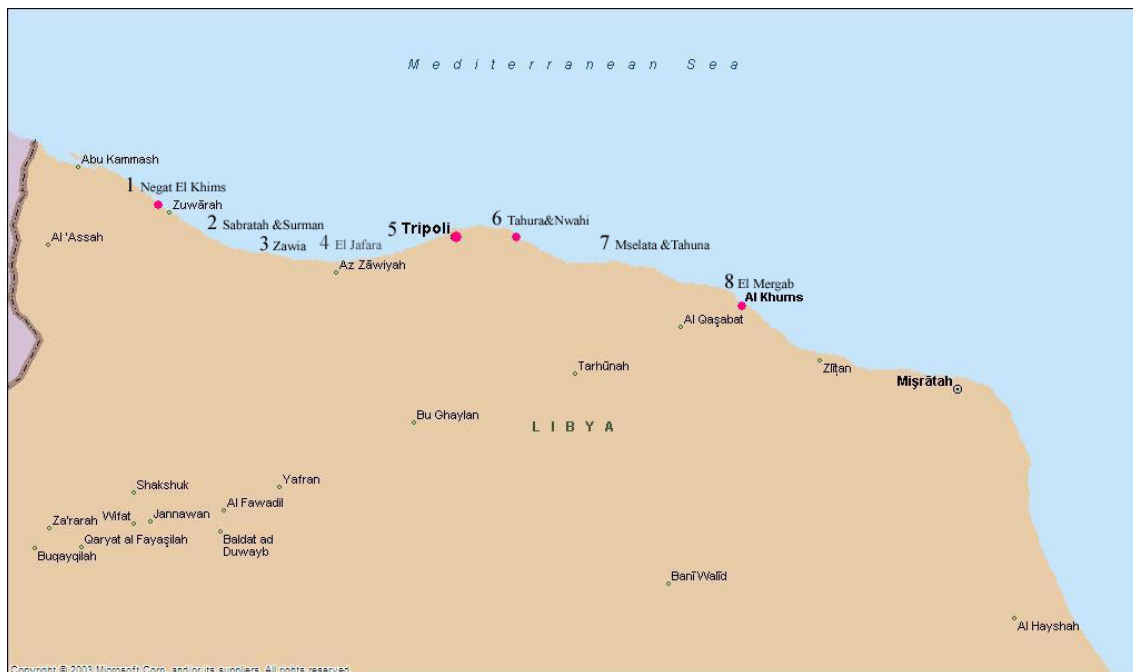 Mediterranean Sea
Abu Kammash
1 Negat El Khims
Zuwārah
2 Sabratah &Surman
Al 'Assah
3 Zawia
4 El Jafara
5 Tripoli
6 Tahura&Nwahi
7 Mselata &Tahuna
Az Zāwiyah
8 El Mergab
Al Khums
Al Qaşabat
Tarhūnah
Zlīţan
Mişrātah
Bu Ghaylan
LIBYA
Shakshuk
Yafran
Za'rarah
Wifat
Jannawan
Al Fawadil
Buqayqilah
Qaryat al Fayaşilah
Baldat ad
Duwayb
Banī Walīd
Al Hayshah
Copyright © 2003 Microsoft Corp. and/or its suppliers. All rights reserved.